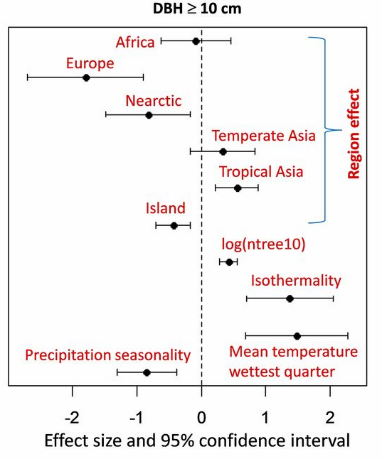 DBH ≥ 10 cm
Africa
Europe
Nearctic
Temperate Asia
Tropical Asia
Island
Region effect
log(ntree10)
Isothermality
Mean temperature
wettest quarter
Precipitation seasonality
-2 -1 0 1 2
Effect size and 95% confidence interval